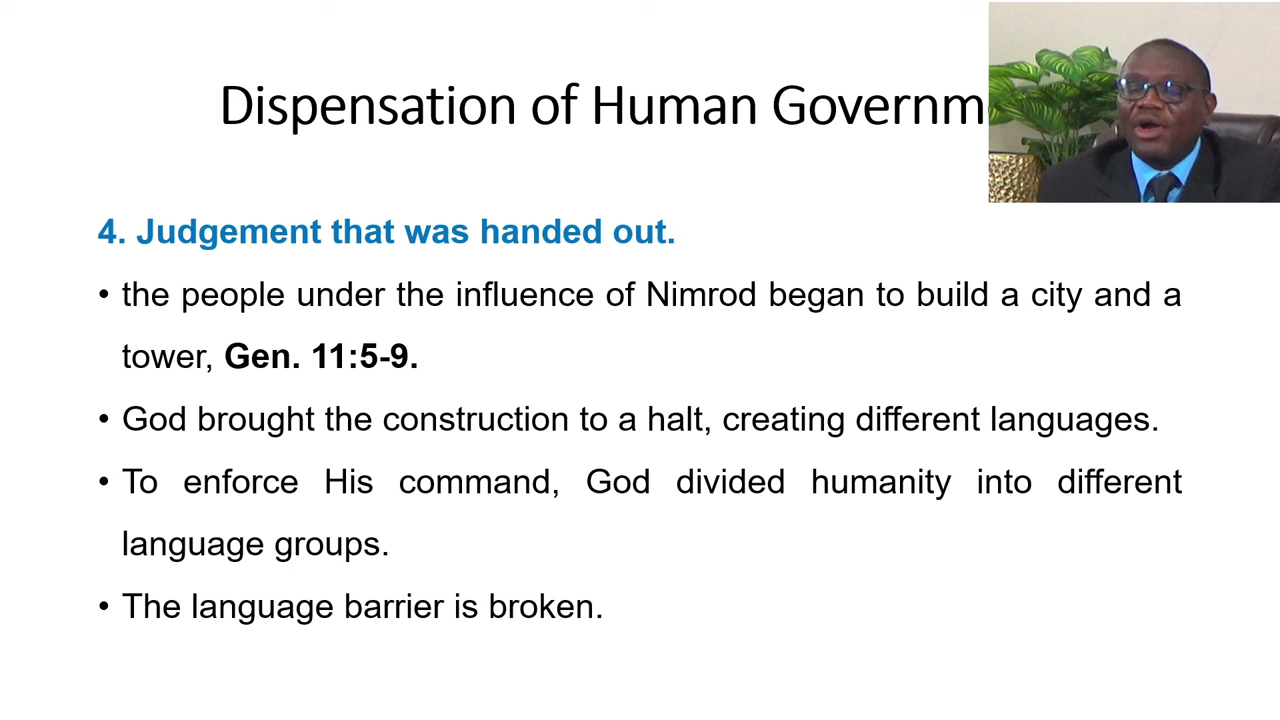 Dispensation of Human Governm
4. Judgement that was handed out.
• the people under the influence of Nimrod began to build a city and a
tower, Gen. 11:5-9.
• God brought the construction to a halt, creating different languages.
• To enforce His command, God divided humanity into different
language groups.
• The language barrier is broken.